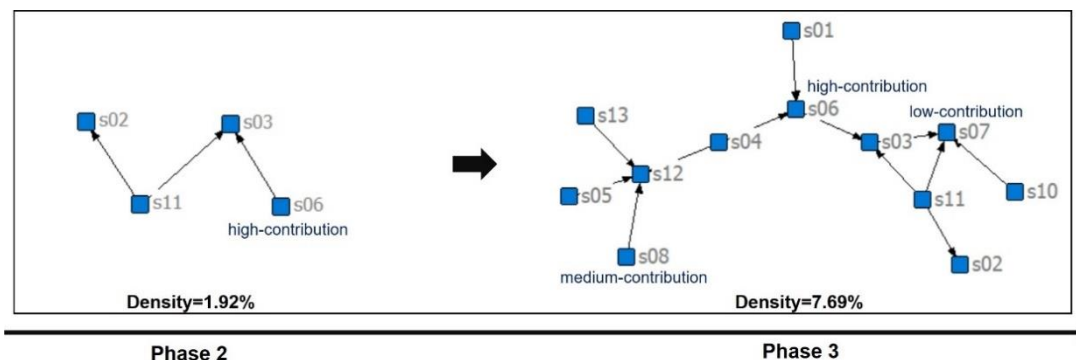 s02
s03
s11
s06
high-contribution
Density=1.92%
s01
high-contribution
s06
low-contribution
s13
s04
s03
s07
s12
s05
s11
s10
s08
medium-contribution
s02
Density=7.69%
Phase 2
Phase 3